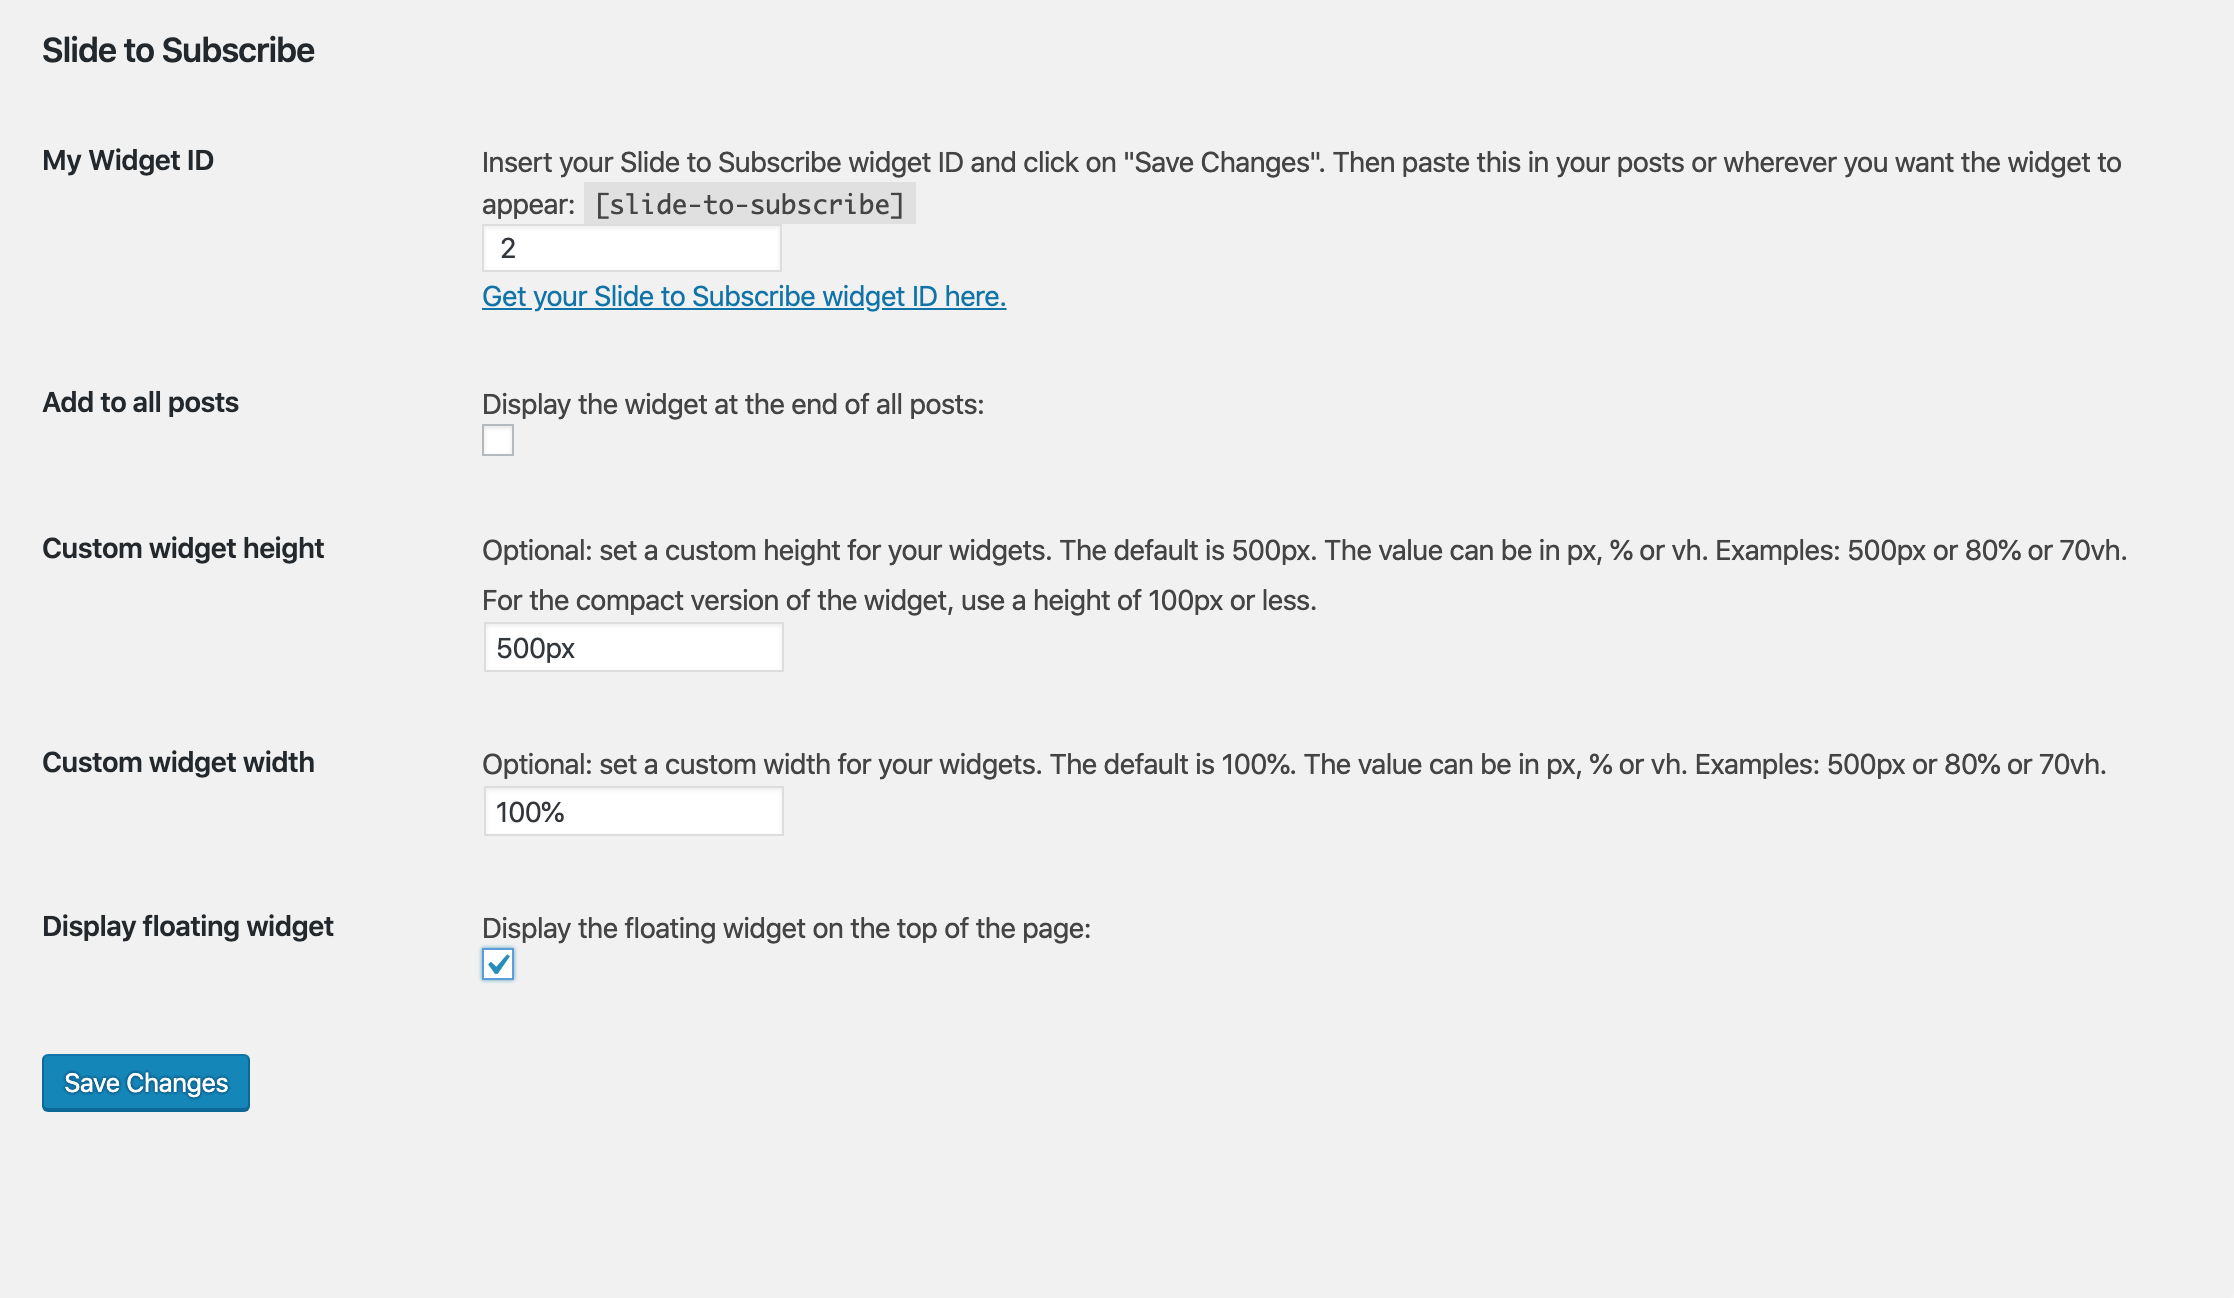 Slide to Subscribe
My Widget ID
Insert your Slide to Subscribe widget ID and click on "Save Changes". Then paste this in your posts or wherever you want the widget to
appear: [slide-to-subscribe]
2
Get your Slide to Subscribe widget ID here.
Add to all posts
Display the widget at the end of all posts:
Custom widget height
Optional: set a custom height for your widgets. The default is 500px. The value can be in px, % or vh. Examples: 500px or 80% or 70vh.
For the compact version of the widget, use a height of 100px or less.
500px
Custom widget width
Optional: set a custom width for your widgets. The default is 100%. The value can be in px, % or vh. Examples: 500px or 80% or 70vh.
100%
Display floating widget
Display the floating widget on the top of the page:
Save Changes